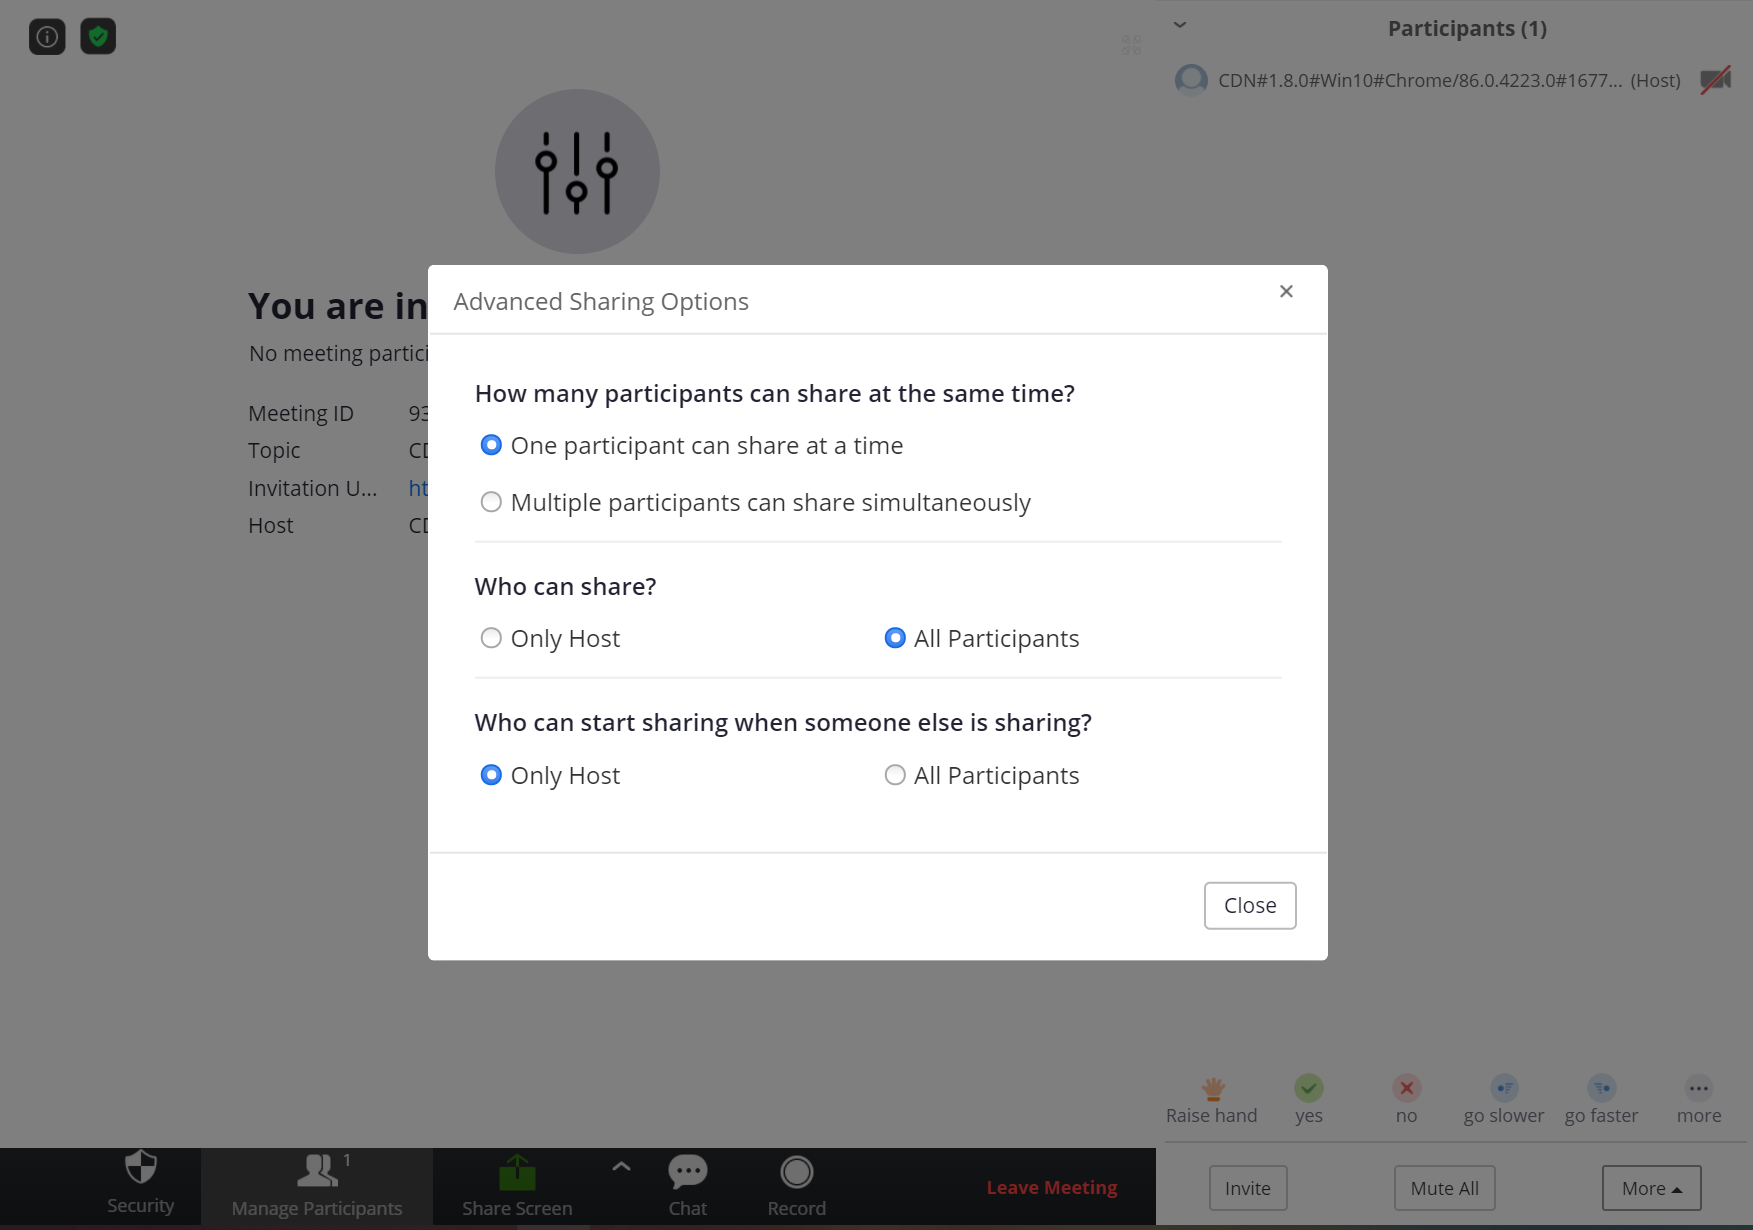 Participants (1)
CDN#1.8.0#Win10#Chrome/86.0.4223.0#1677... (Host)
You are in
No meeting partici
Meeting ID 93
Topic CD
Invitation U... ht
Host CD
Advanced Sharing Options
How many participants can share at the same time?
One participant can share at a time
Multiple participants can share simultaneously
Who can share?
Only Host All Participants
Who can start sharing when someone else is sharing?
Only Host All Participants
Close
Raise hand yes no go slower go faster more
Invite Mute All More
Security Manage Participants 1 Share Screen Chat Record Leave Meeting